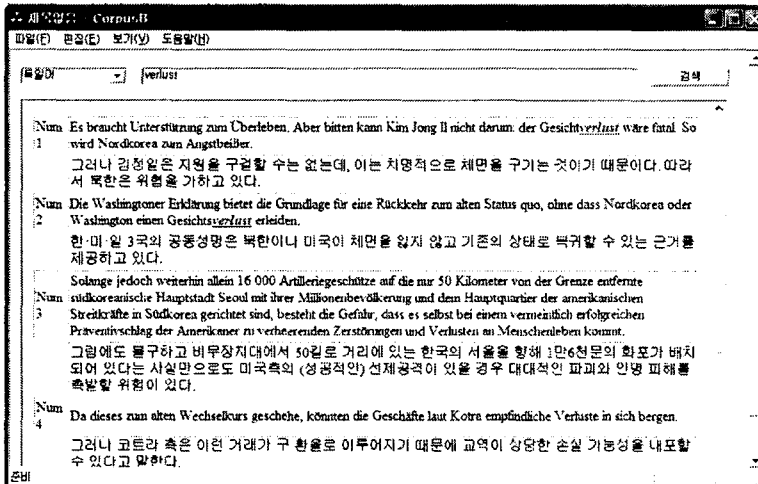 제목없음 - CorpusB
파일(F) 편집(E) 보기(V) 도움말(H)
독일어 verlust 검색
Num 1 Es braucht Unterstützung zum Überleben. Aber bitten kann Kim Jong Il nicht darum: der Gesichtverlust wäre fatal. So
wird Nordkorea zum Angstbeißer.
그러나 김정일은 지원을 구걸할 수는 없는데, 이는 치명적으로 체면을 구기는 것이기 때문이다. 따라
서 북한은 위협을 가하고 있다.
Num 2 Die Washingtoner Erklärung bietet die Grundlage für eine Rückkehr zum alten Status quo, ohne dass Nordkorea oder
Washington einen Gesichtsverlust erleiden.
한·미·일 3국의 공동성명은 북한이나 미국이 체면을 잃지 않고 기존의 상태로 복귀할 수 있는 근거를
제공하고 있다.
Solange jedoch weiterhin allein 16 000 Artilleriegeschütze auf die nur 50 Kilometer von der Grenze entfernte
Num 3 südkoreanische Hauptstadt Seoul mit ihrer Millionenbevölkerung und dem Hauptquartier der amerikanischen
Streitkräfte in Südkorea gerichtet sind, besteht die Gefahr, dass es selbst bei einem vermeintlich erfolgreichen
Präventivschlag der Amerikaner zu verheerenden Zerstörungen und Verlusten an Menschenleben kommt.
그럼에도 불구하고 비무장지대에서 50킬로 거리에 있는 한국의 서울을 향해 1만6천문의 화포가 배치
되어 있다는 사실만으로도 미국측의 (성공적인) 선제공격이 있을 경우 대대적인 파괴와 인명 피해를
촉발할 위험이 있다.
Num 4 Da dieses zum alten Wechselkurs geschehe, könnten die Geschäfte laut Kotra empfindliche Verluste in sich bergen.
그러나 코트라 측은 이런 거래가 구 환율로 이루어지기 때문에 교역이 상당한 손실 가능성을 내포할
수 있다고 말한다.
준비